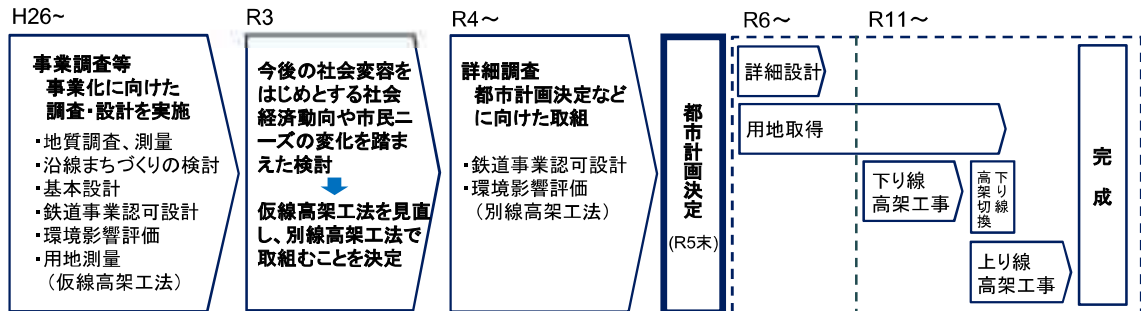 H26～
事業調査等
事業化に向けた
調査・設計を実施
・地質調査、測量
・沿線まちづくりの検討
・基本設計
・鉄道事業認可設計
・環境影響評価
・用地測量
（仮線高架工法）
R3
今後の社会変容を
はじめとする社会
経済動向や市民ニ
ーズの変化を踏ま
えた検討
仮線高架工法を見直
し、別線高架工法で
取組むことを決定
R4～
詳細調査
都市計画決定など
に向けた取組
・鉄道事業認可設計
・環境影響評価
（別線高架工法）
都市計画決定
(R5末)
R6～
R11～
詳細設計
用地取得
下り線
高架工事
下り線
高架切換
上り線
高架工事
完成